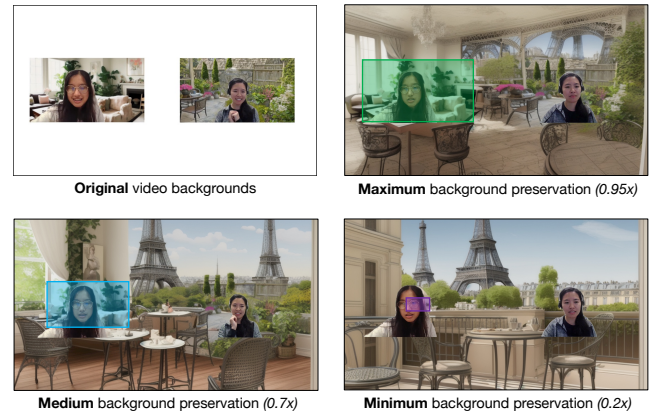 Original video backgrounds
Maximum background preservation (0.95x)
Medium background preservation (0.7x)
Minimum background preservation (0.2x)